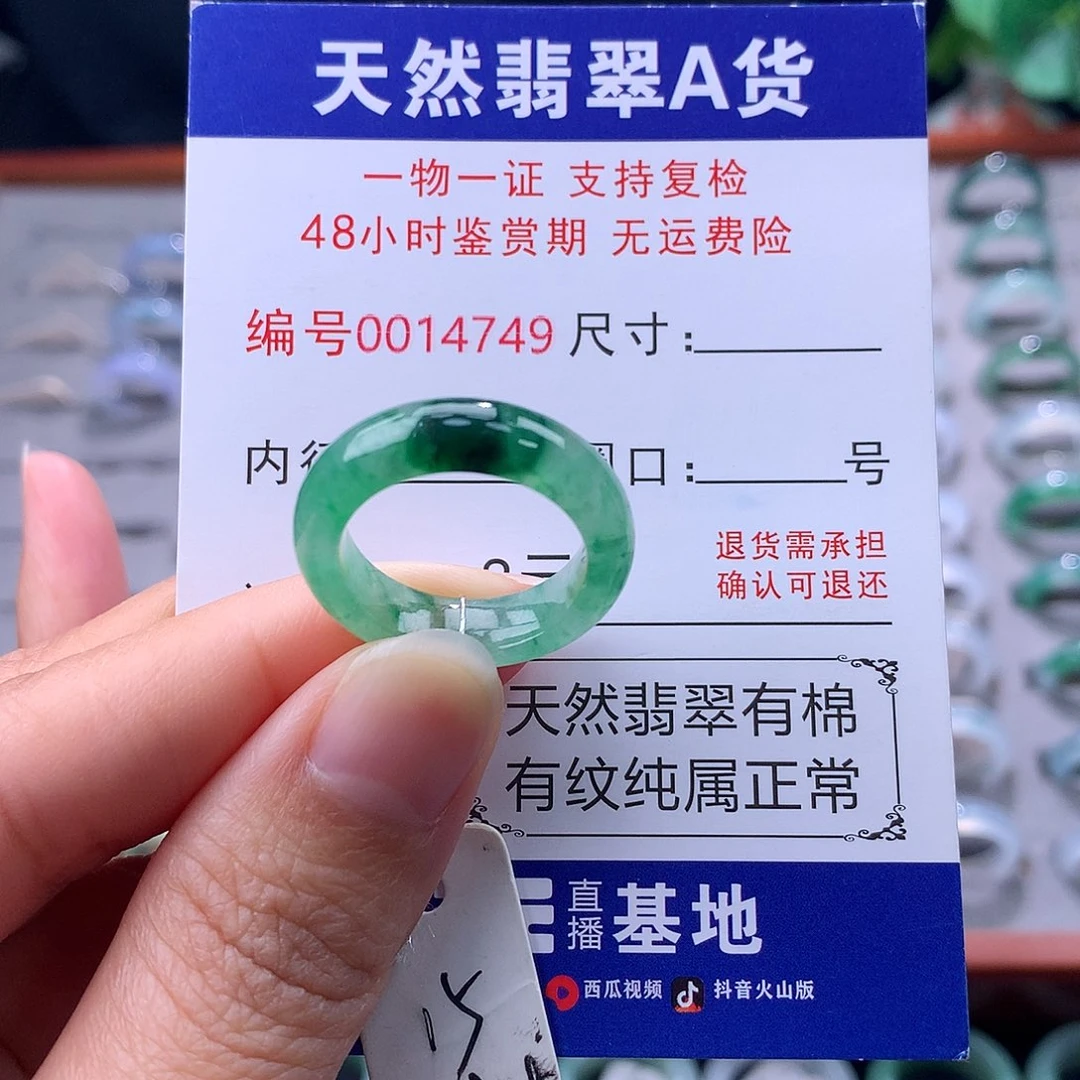 天然翡翠A货
一物一证 支持复检
48小时鉴赏期 无运费险
编号0014749 尺寸:
内 口: 号
退货需承担
确认可退还
天然翡翠有棉
有纹纯属正常
直播基地
西瓜视频 抖音火山版
15